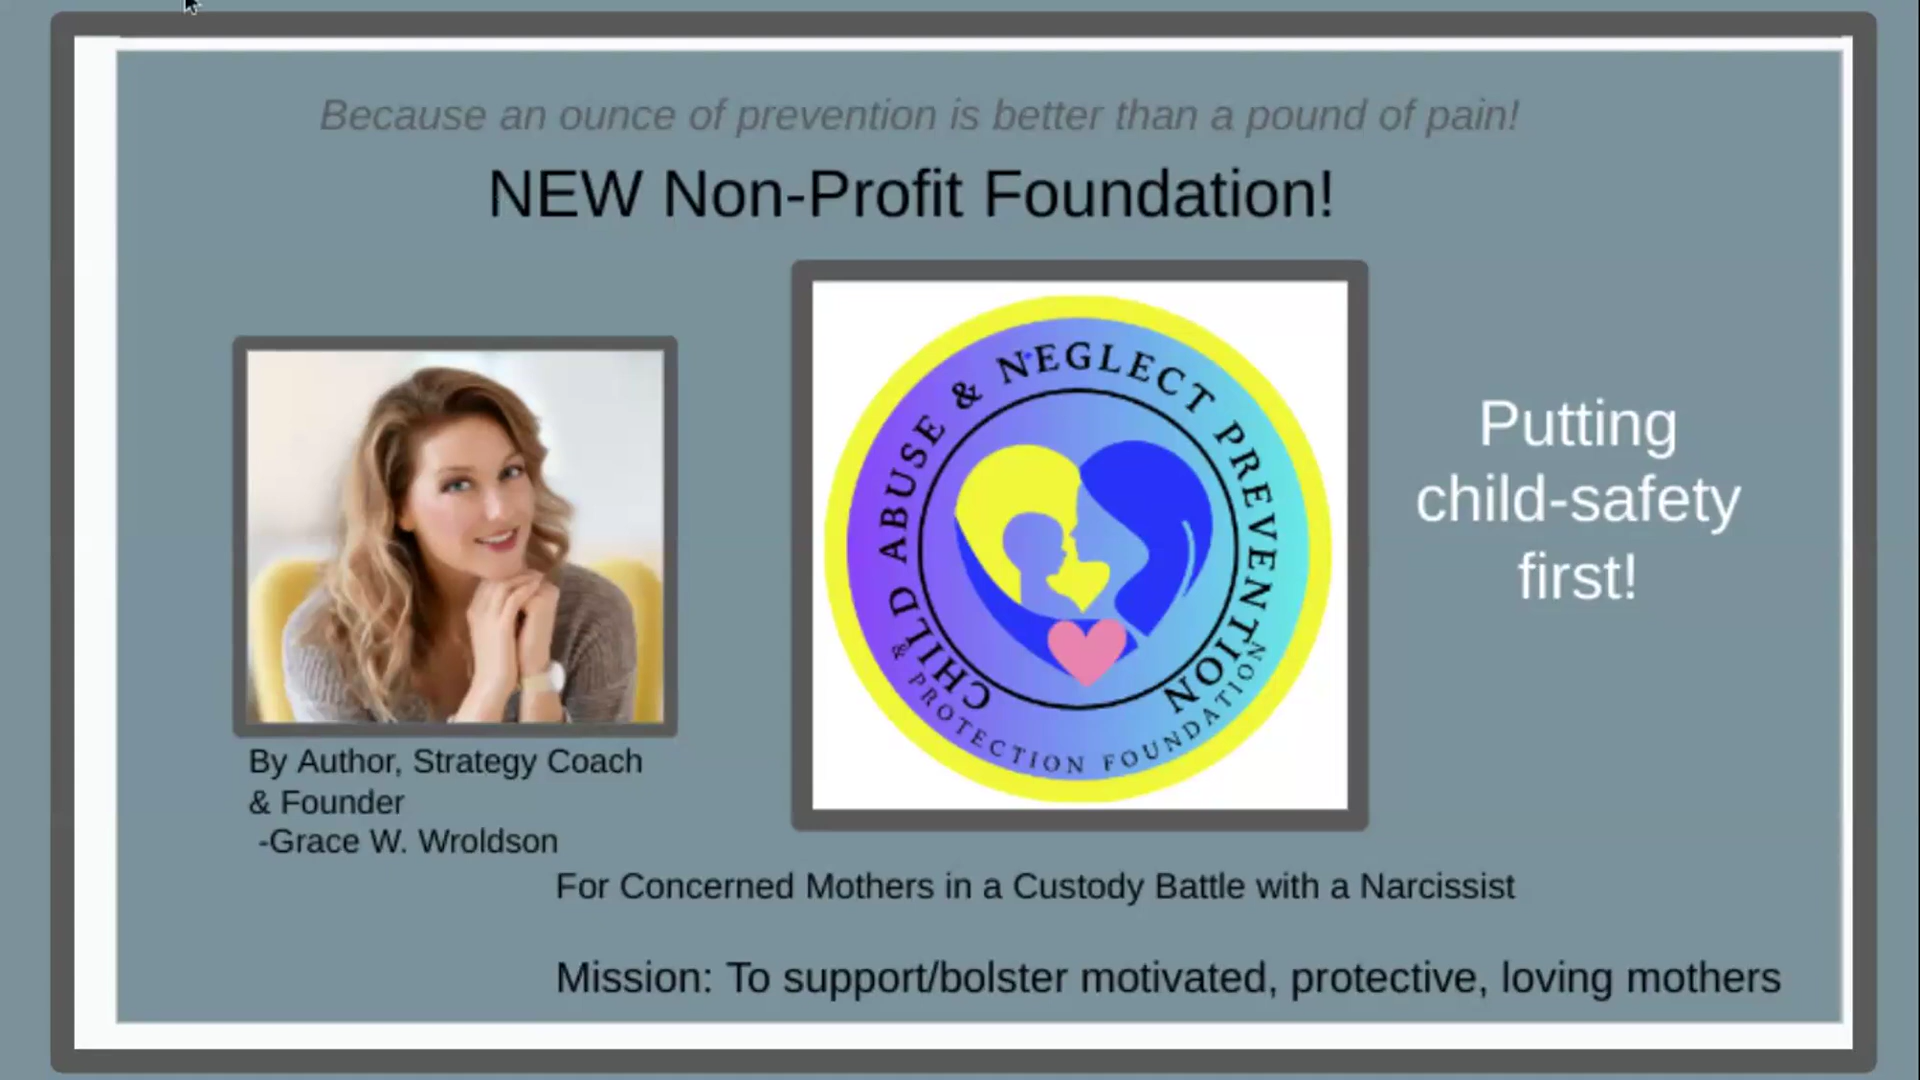 Because an ounce of prevention is better than a pound of pain!
NEW Non-Profit Foundation!
CHILD ABUSE & NEGLECT PREVENTION
& PROTECTION FOUNDATION
Putting
child-safety
first!
By Author, Strategy Coach
& Founder
-Grace W. Wroldson
For Concerned Mothers in a Custody Battle with a Narcissist
Mission: To support/bolster motivated, protective, loving mothers